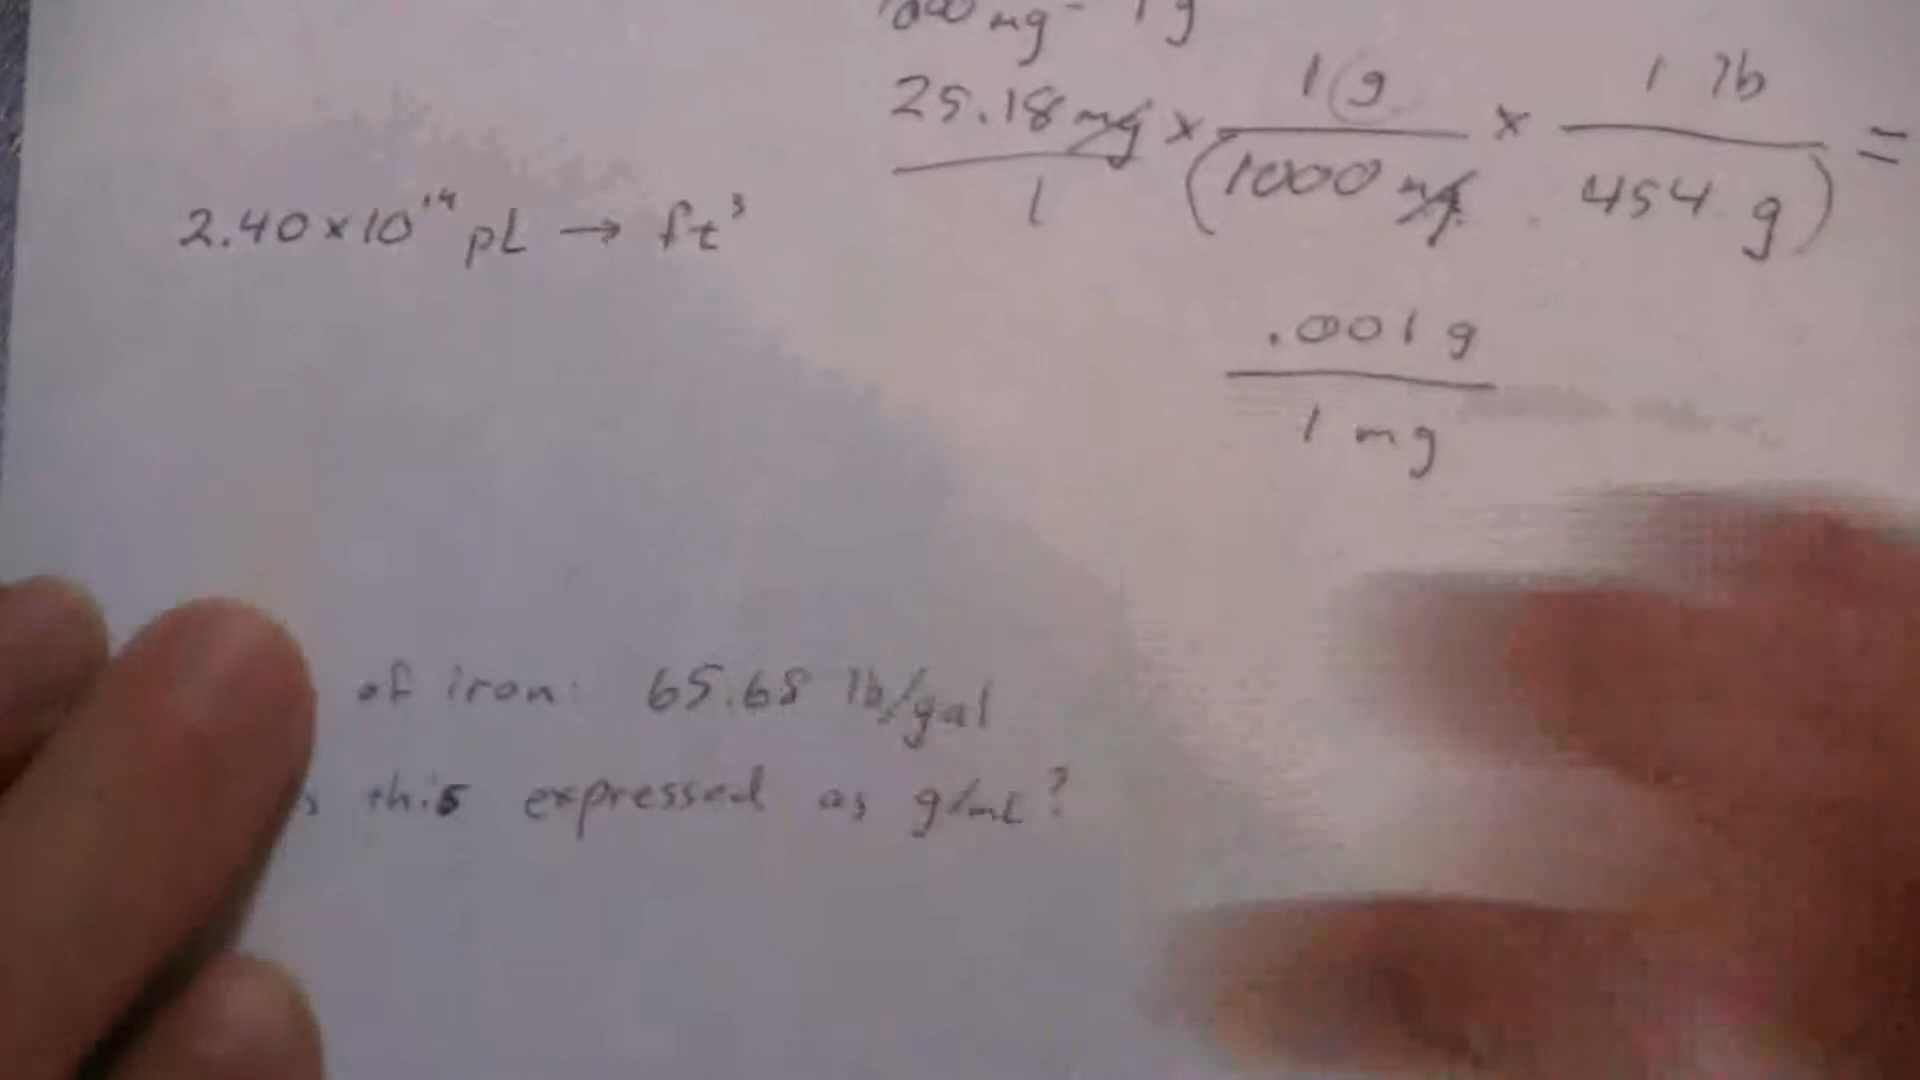 1000 mg = 1 g
25.18 mg × 1 g × 1 lb =
1 (1000 mg · 454 g)
2.40 × 10¹⁴ pL → ft³
.001 g
1 mg
of iron: 65.68 lb/gal
this expressed as g/mL?